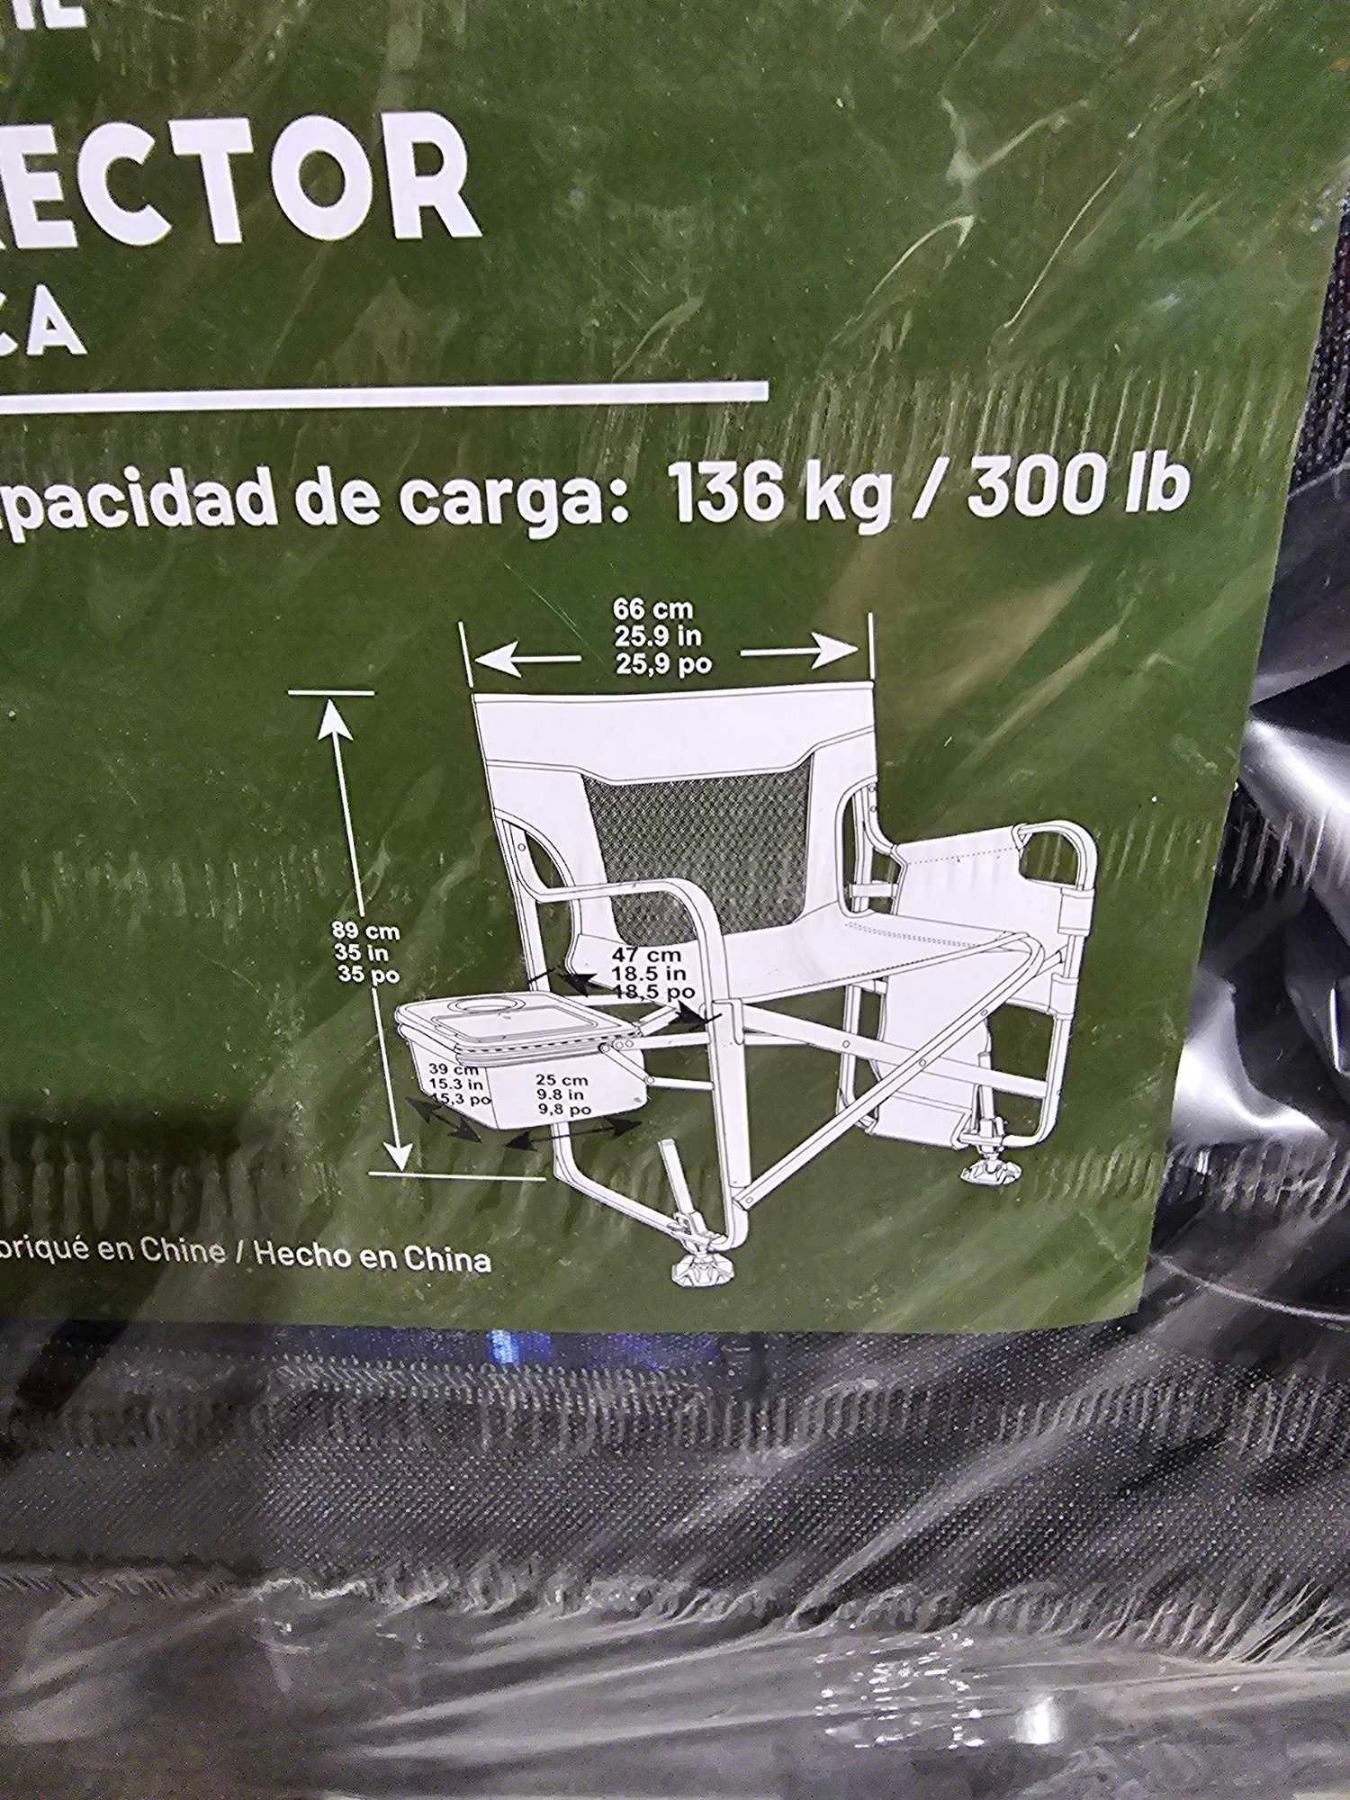 ECTOR
CA
pacidad de carga: 136 kg / 300 lb
66 cm
25.9 in
25,9 po
89 cm
35 in
35 po
47 cm
18.5 in
18,5 po
39 cm
15.3 in
15,3 po
25 cm
9.8 in
9,8 po
briqué en Chine / Hecho en China